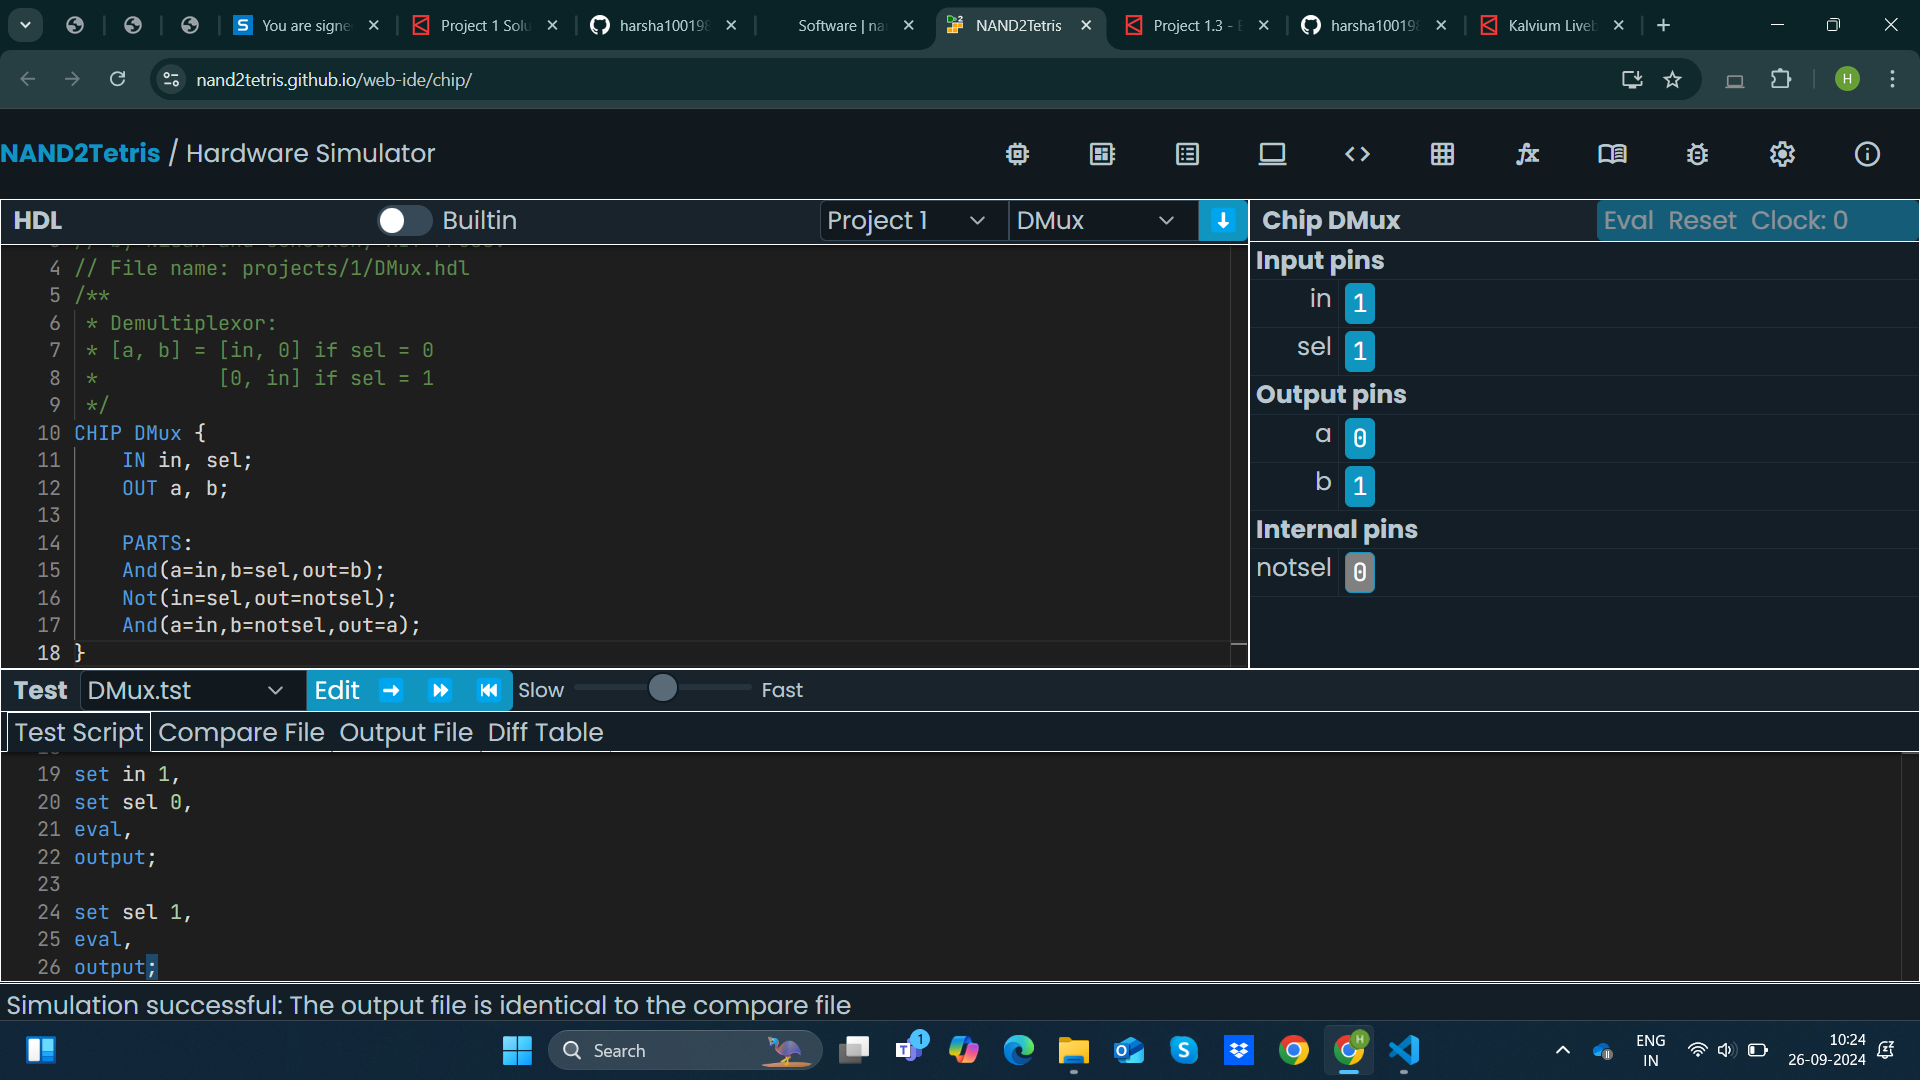 You are signe
Project 1 Solu
harsha100198
Software | na
NAND2Tetris
Project 1.3 - E
harsha100198
Kalvium Livebo
nand2tetris.github.io/web-ide/chip/
H
NAND2Tetris / Hardware Simulator
HDL
Builtin
Project 1
DMux
Chip DMux
Eval Reset Clock: 0
4 // File name: projects/1/DMux.hdl
5 /**
6 * Demultiplexor:
7 * [a, b] = [in, 0] if sel = 0
8 *          [0, in] if sel = 1
9 */
10 CHIP DMux {
11 IN in, sel;
12 OUT a, b;
13
14 PARTS:
15 And(a=in,b=sel,out=b);
16 Not(in=sel,out=notsel);
17 And(a=in,b=notsel,out=a);
18 }
Input pins
in 1
sel 1
Output pins
a 0
b 1
Internal pins
notsel 0
Test DMux.tst Edit Slow Fast
Test Script Compare File Output File Diff Table
19 set in 1,
20 set sel 0,
21 eval,
22 output;
23
24 set sel 1,
25 eval,
26 output;
Simulation successful: The output file is identical to the compare file
Search
1
H
ENG
IN
10:24
26-09-2024